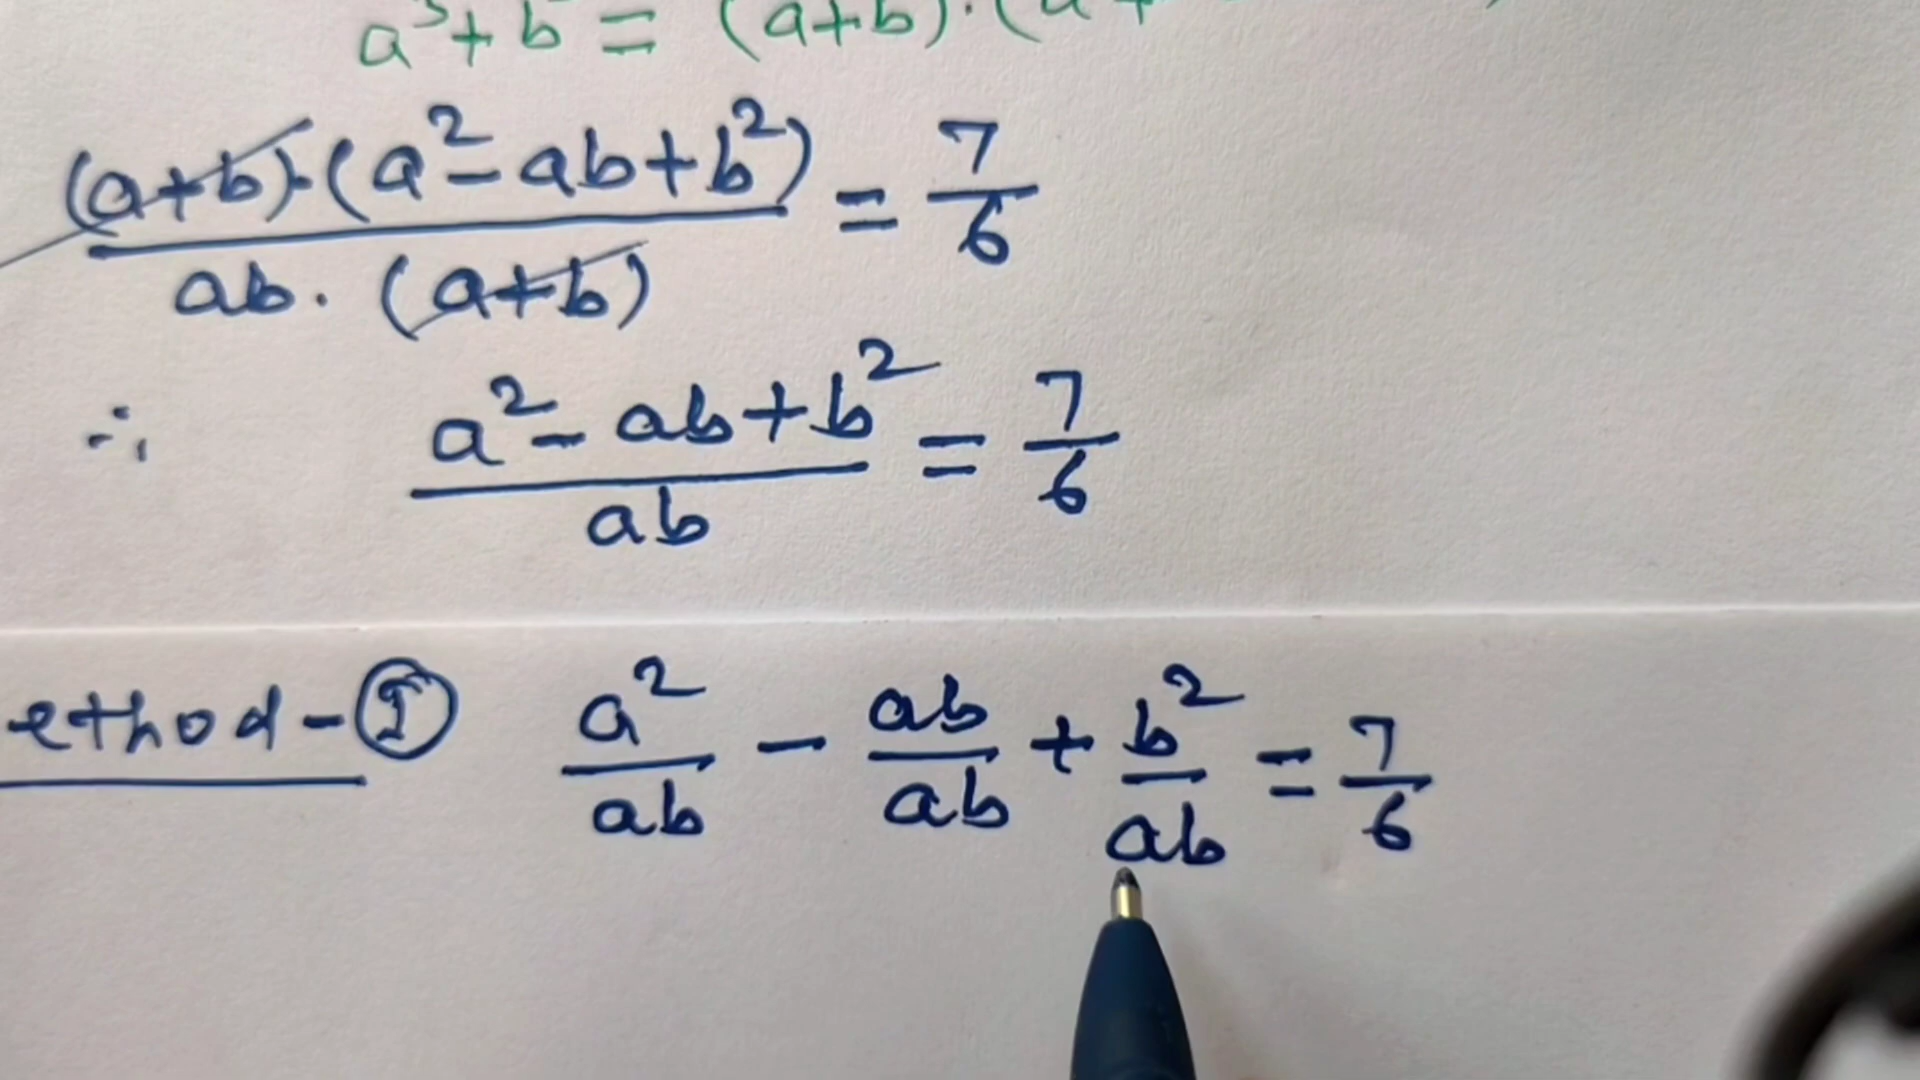 a³+b = (a+b)·(a+
(a+b)·(a²-ab+b²)/ab.(a+b) = 7/6
∴ a²-ab+b²/ab = 7/6
ethod-Ⓘ a²/ab - ab/ab + b²/ab = 7/6